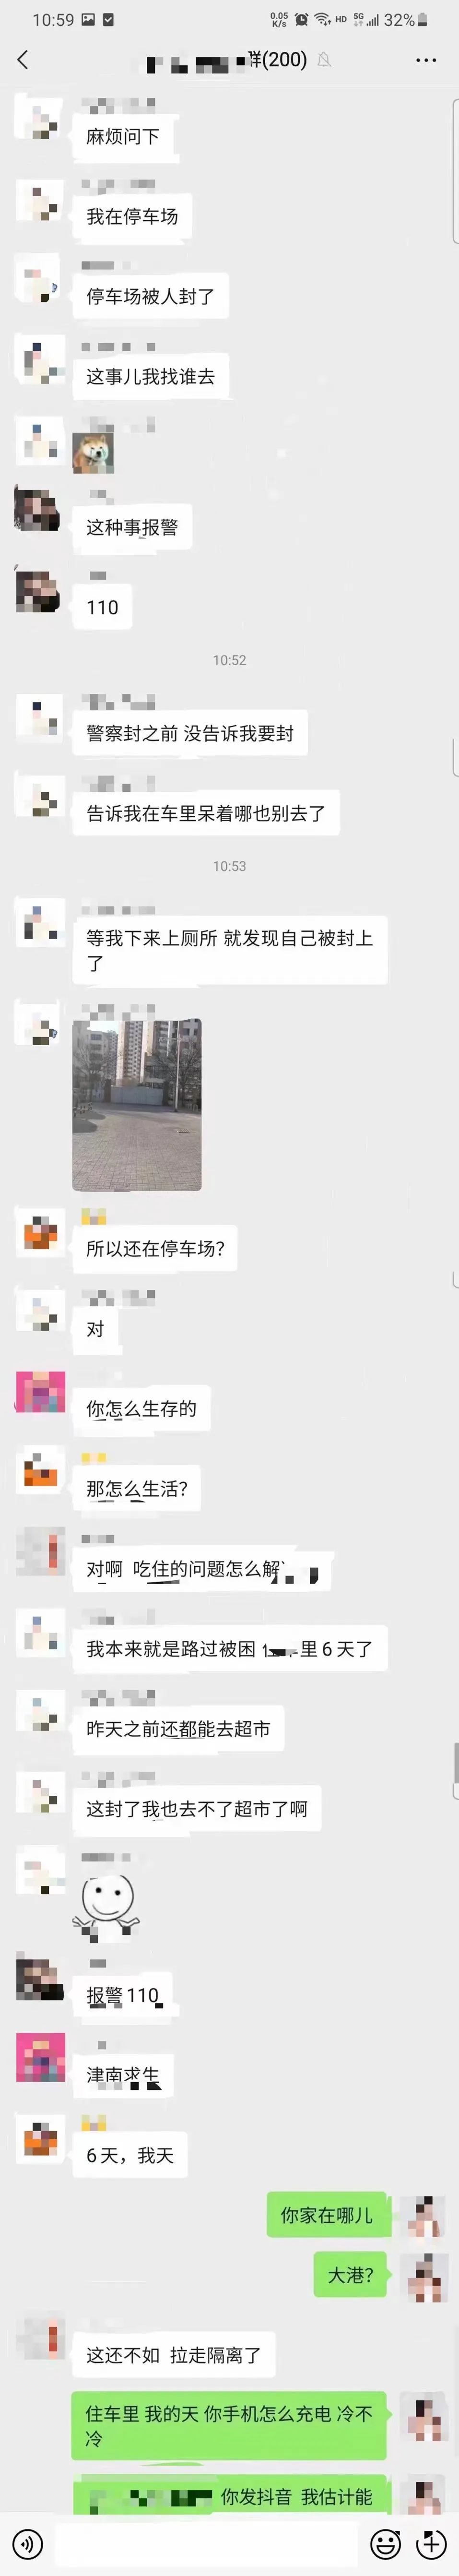 10:59
0.05
K/s
HD
5G
32%
群(200)
麻烦问下
我在停车场
停车场被人封了
这事儿我找谁去
这种事报警
110
10:52
警察封之前 没告诉我要封
告诉我在车里呆着哪也别去了
10:53
等我下来上厕所 就发现自己被封上
了
所以还在停车场?
对
你怎么生存的
那怎么生活?
对啊 吃住的问题怎么解
我本来就是路过被困 里6天了
昨天之前还都能去超市
这封了我也去不了超市了啊
报警110
津南求生
6天，我天
你家在哪儿
大港?
这还不如 拉走隔离了
住车里 我的天 你手机怎么充电 冷不
冷
你发抖音 我估计能